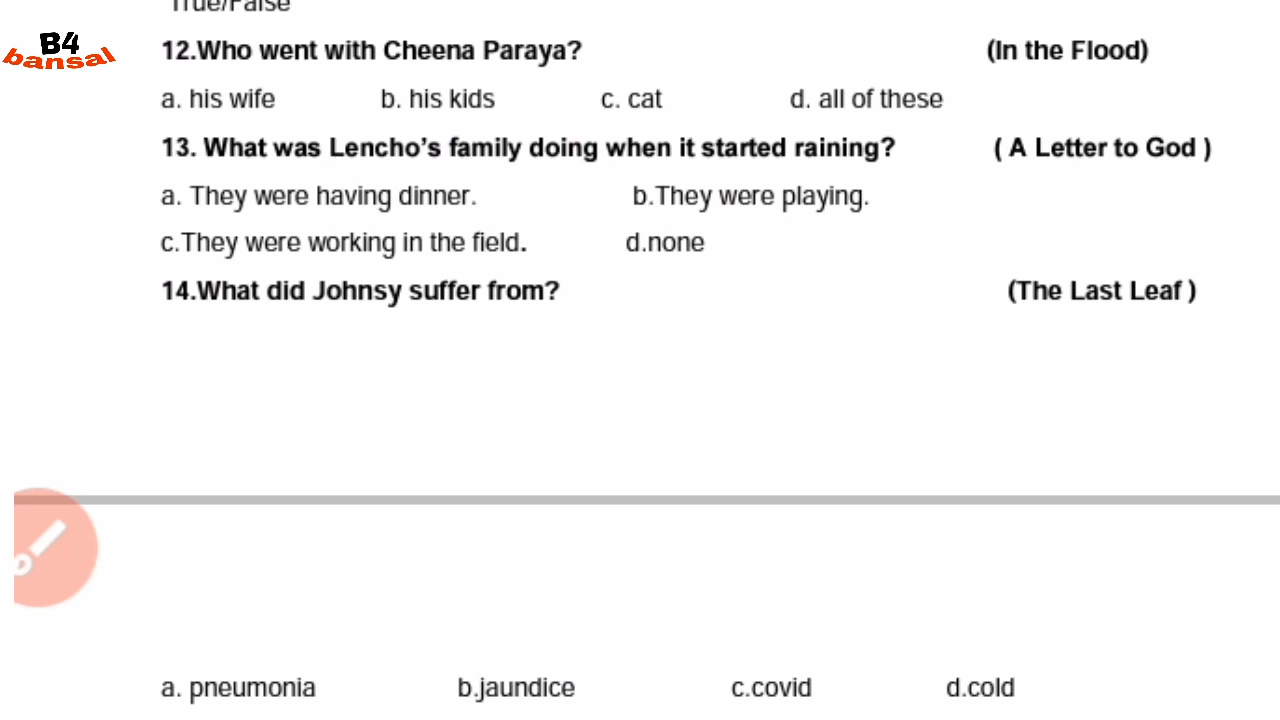 True/False
B4
bansal
12.Who went with Cheena Paraya? (In the Flood)
a. his wife b. his kids c. cat d. all of these
13. What was Lencho’s family doing when it started raining? ( A Letter to God )
a. They were having dinner. b.They were playing.
c.They were working in the field. d.none
14.What did Johnsy suffer from? (The Last Leaf )
a. pneumonia b.jaundice c.covid d.cold